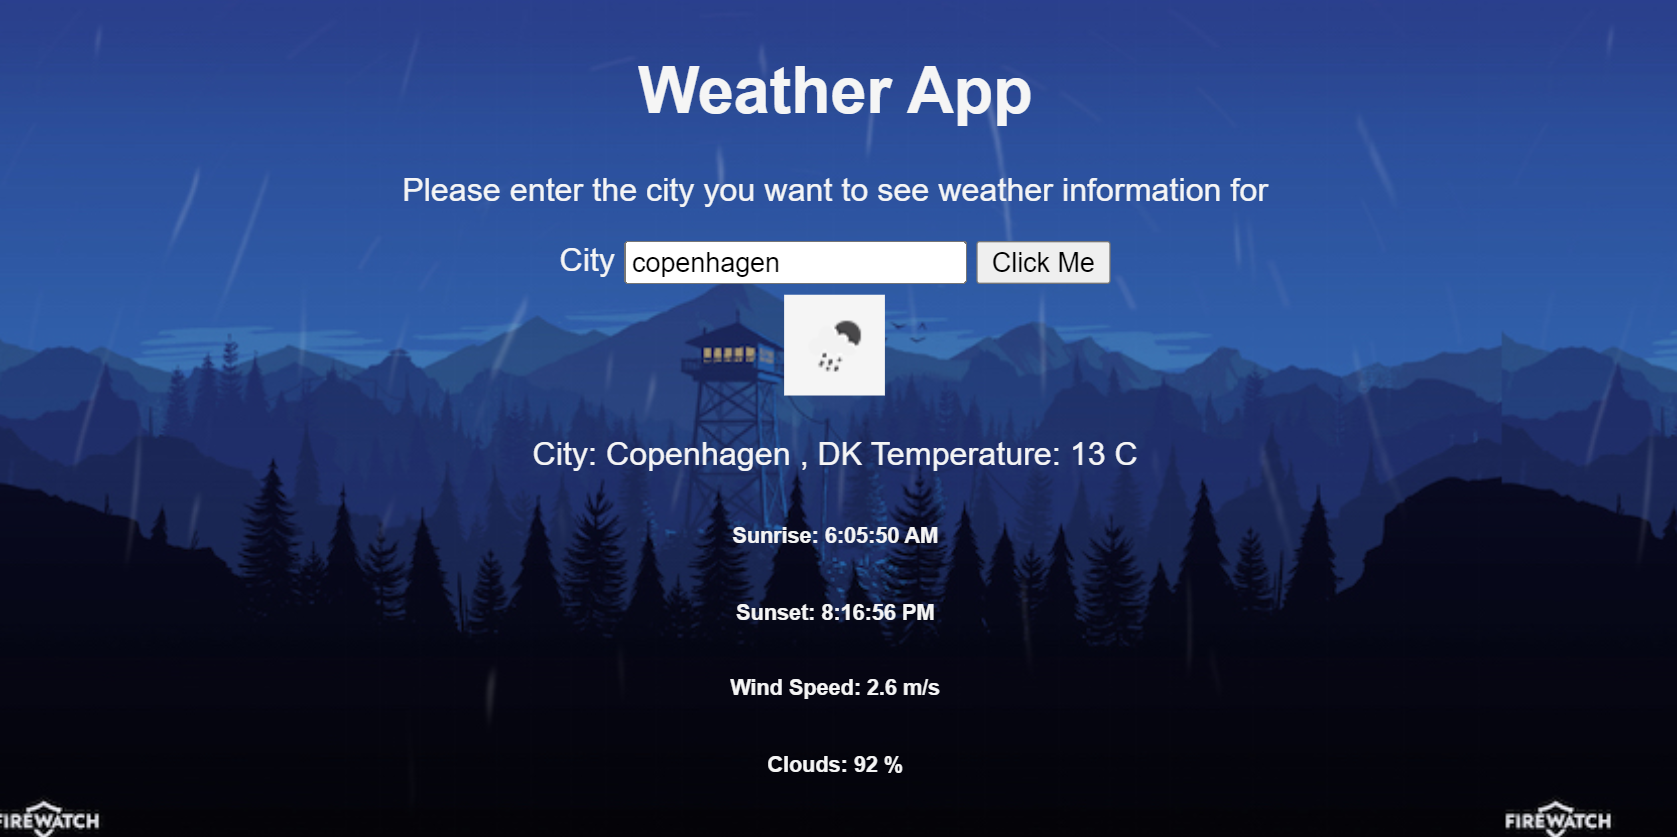 Weather App
Please enter the city you want to see weather information for
City copenhagen Click Me
City: Copenhagen , DK Temperature: 13 C
Sunrise: 6:05:50 AM
Sunset: 8:16:56 PM
Wind Speed: 2.6 m/s
Clouds: 92 %
FIREWATCH FIREWATCH